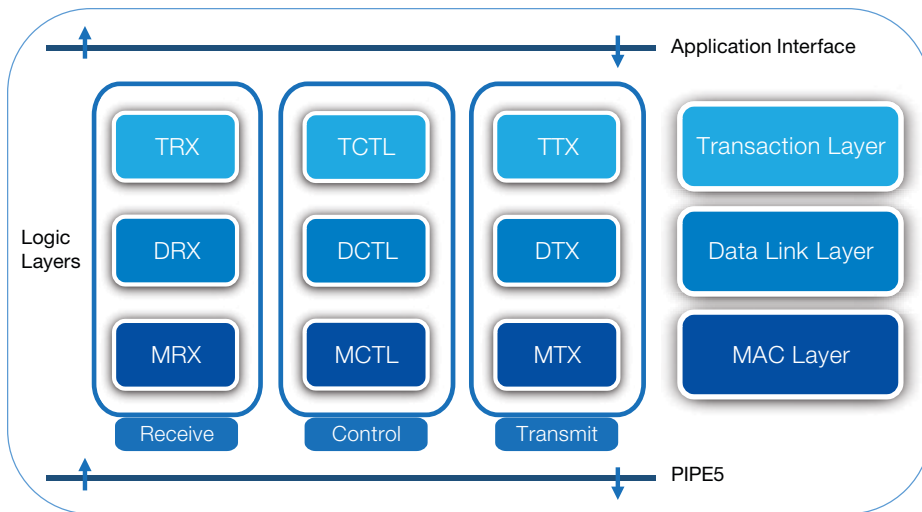 Application Interface
TRX
TCTL
TTX
Transaction Layer
Logic
Layers
DRX
DCTL
DTX
Data Link Layer
MRX
MCTL
MTX
MAC Layer
Receive
Control
Transmit
PIPE5